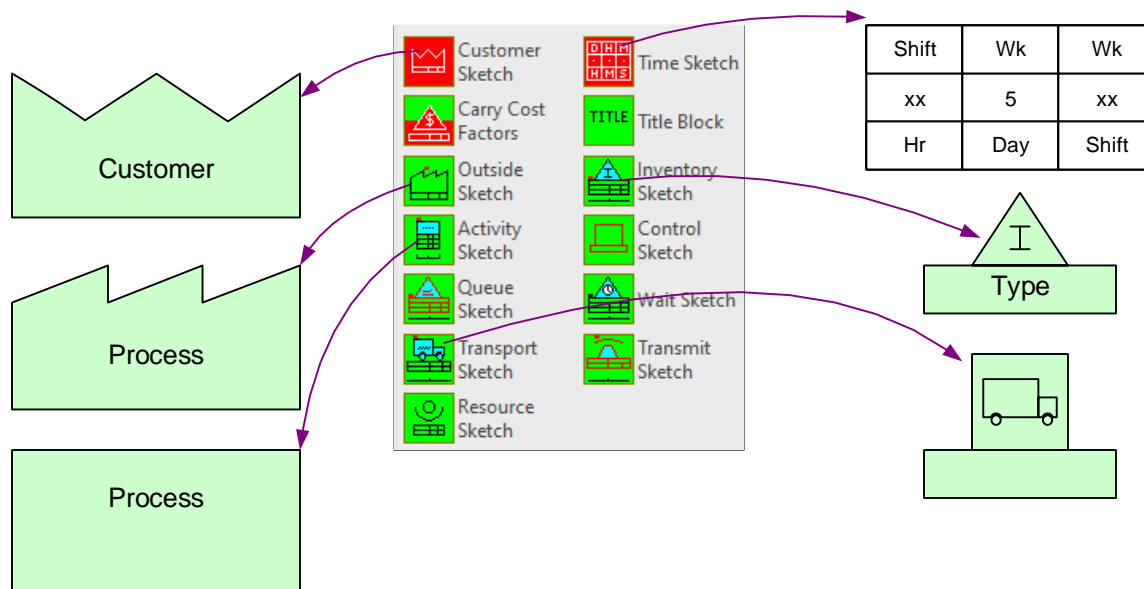 Customer
Process
Process
Customer
Sketch
Time Sketch
Carry Cost
Factors
TITLE
Title Block
Outside
Sketch
I
Inventory
Sketch
Activity
Sketch
Control
Sketch
Queue
Sketch
Wait Sketch
Transport
Sketch
Transmit
Sketch
Resource
Sketch
$
D H M
H M S
Shift Wk Wk
xx 5 xx
Hr Day Shift
I
Type